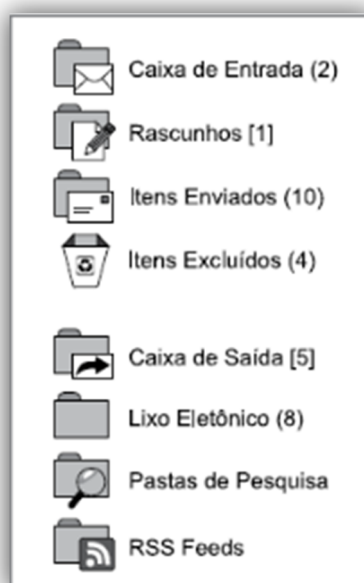 Caixa de Entrada (2)
Rascunhos [1]
Itens Enviados (10)
Itens Excluídos (4)
Caixa de Saída [5]
Lixo Eletônico (8)
Pastas de Pesquisa
RSS Feeds